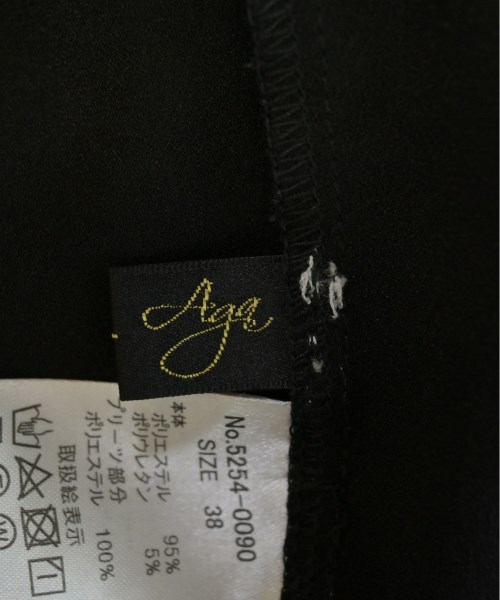 Aga
No.5254-0090
SIZE 38
本体
ポリエステル 95%
ポリウレタン 5%
プリーツ部分
ポリエステル 100%
取扱絵表示
W